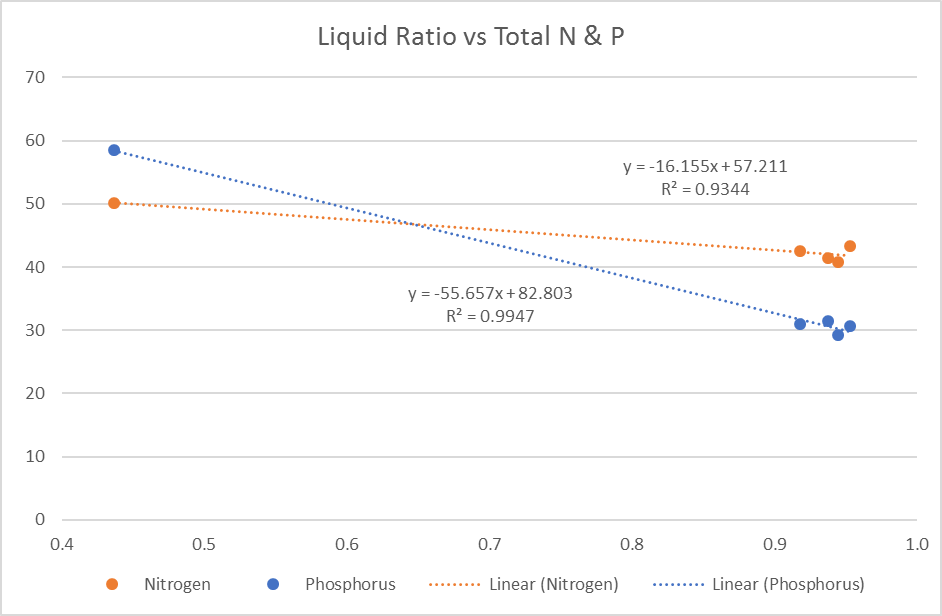 Liquid Ratio vs Total N & P
70
60
50
40
30
20
10
0
y = -16.155x + 57.211
R² = 0.9344
y = -55.657x + 82.803
R² = 0.9947
0.4 0.5 0.6 0.7 0.8 0.9 1.0
Nitrogen Phosphorus Linear (Nitrogen) Linear (Phosphorus)